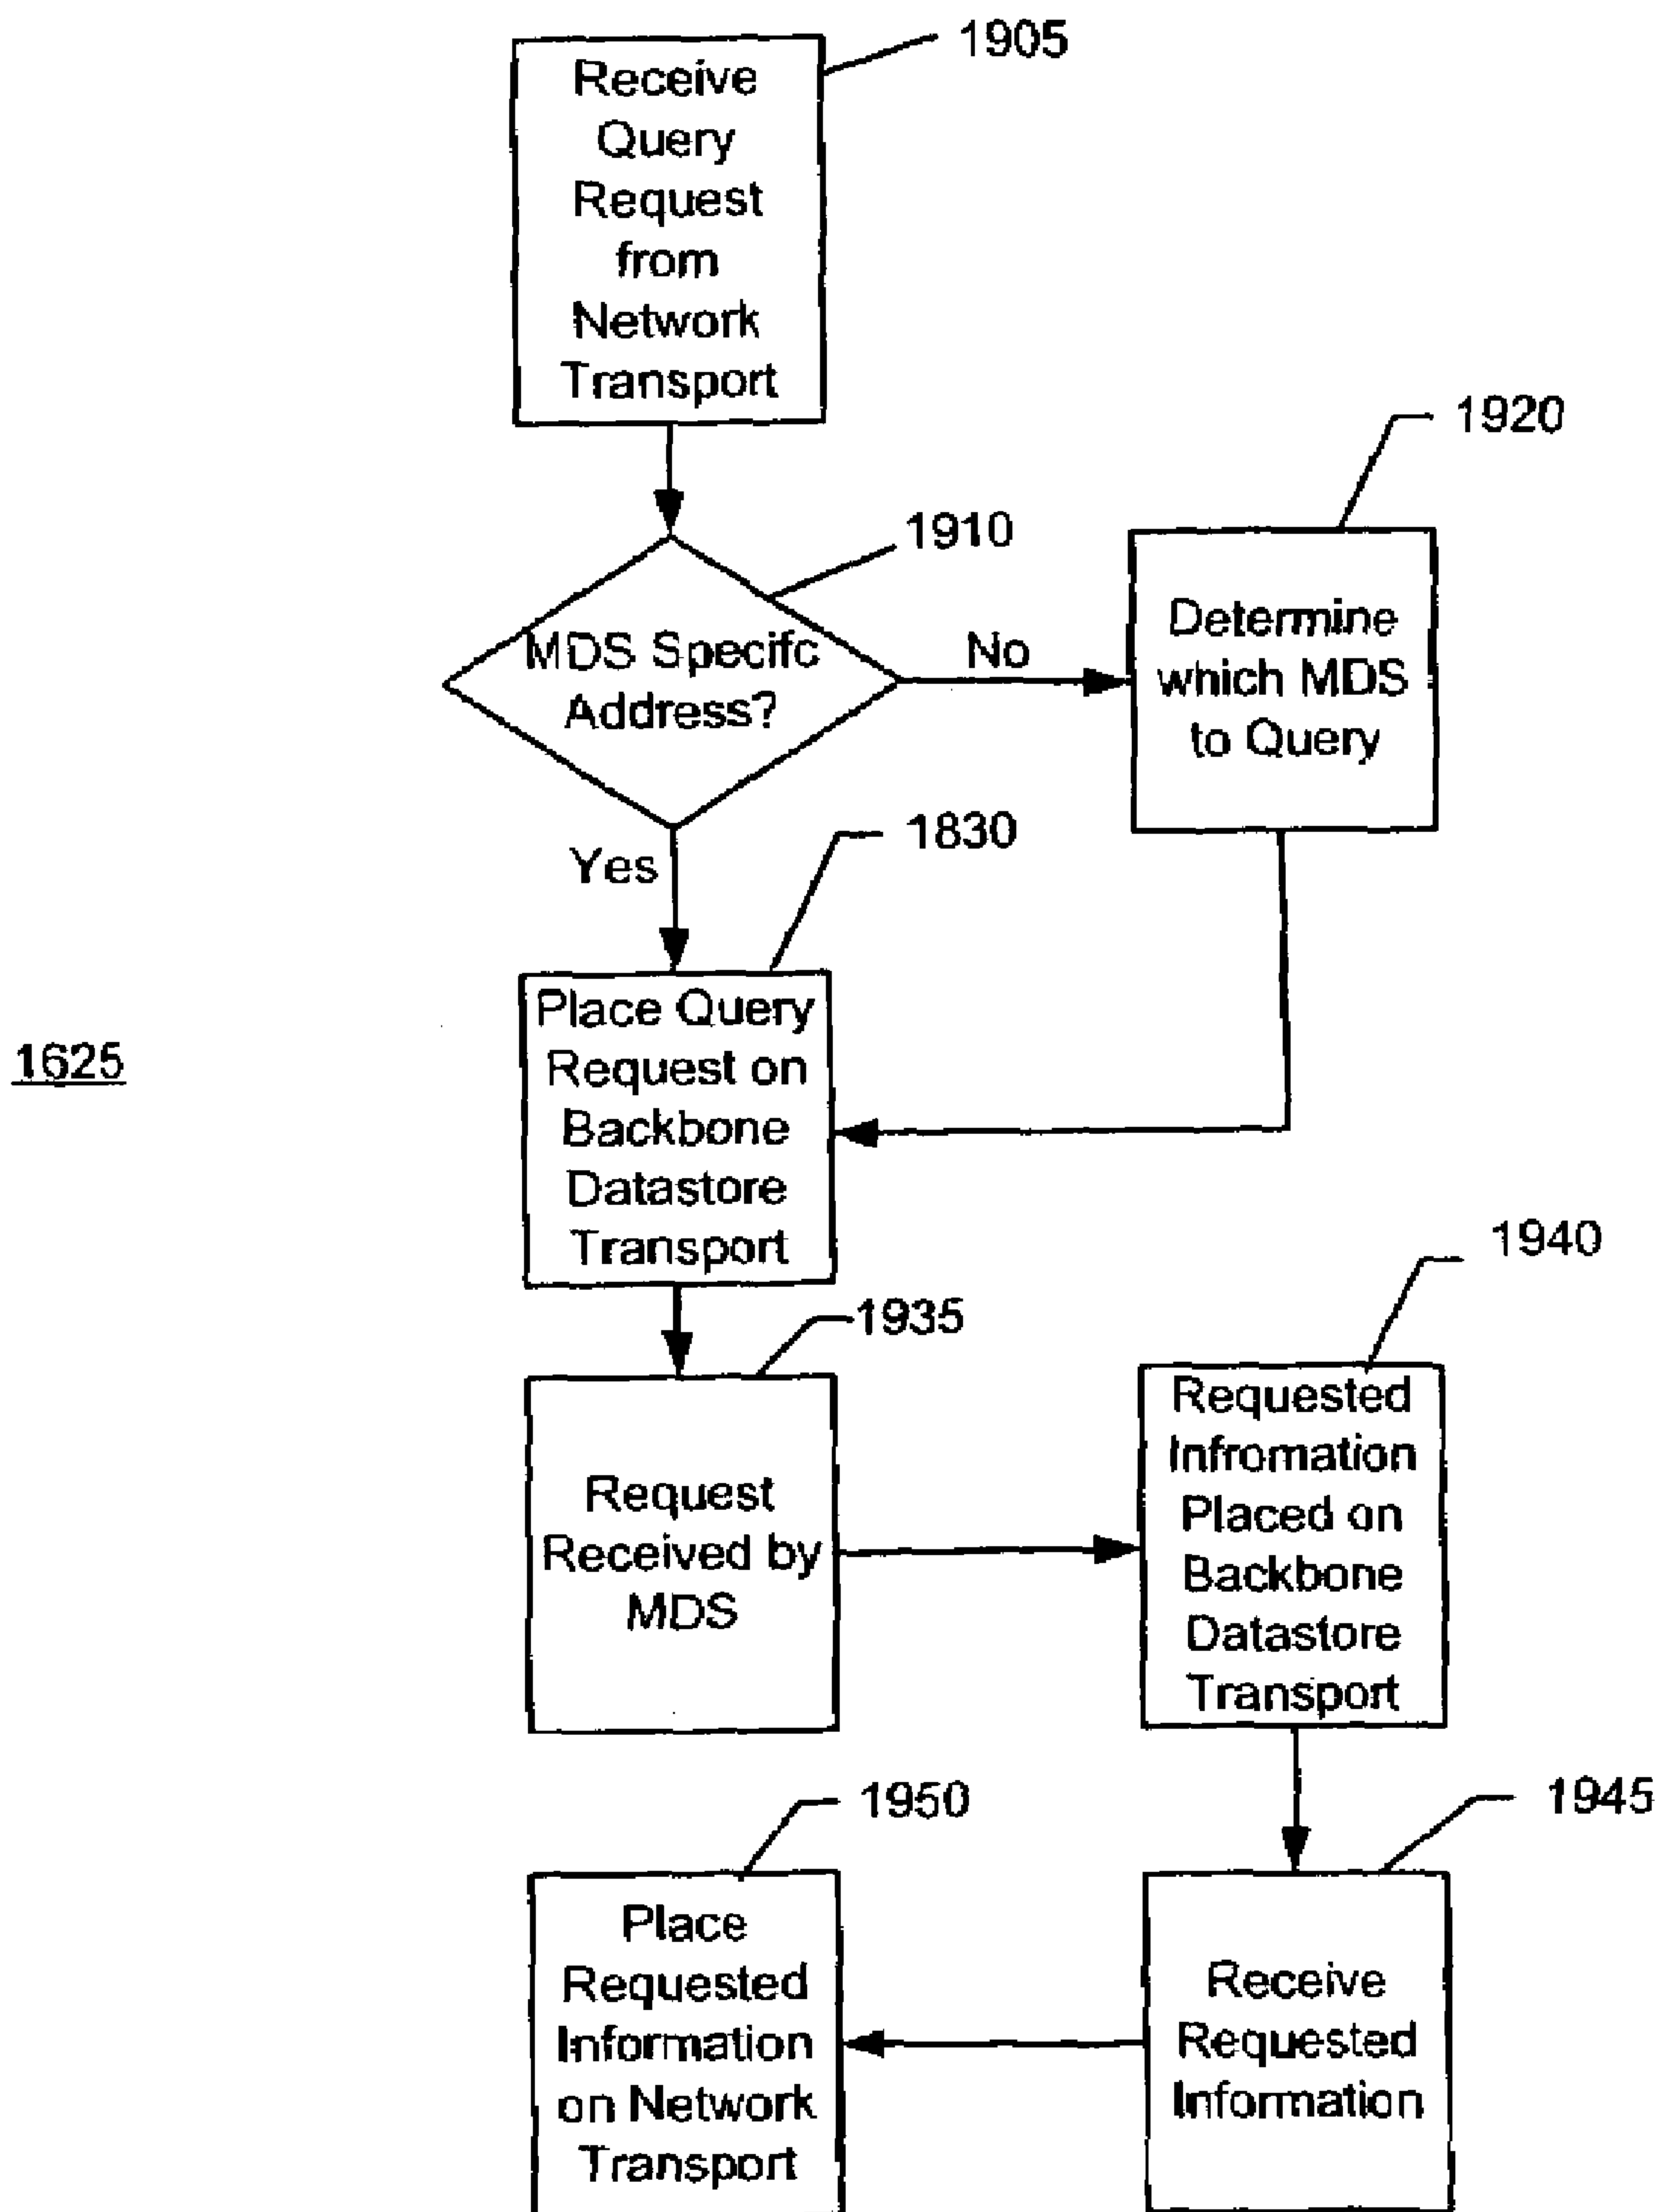 1905
Receive
Query
Request
from
Network
Transport
1920
1910
MDS Specifc
Address?
No
Determine
which MDS
to Query
Yes
1830
Place Query
Request on
Backbone
Datastore
Transport
1625
1935
Request
Received by
MDS
1940
Requested
Infromation
Placed on
Backbone
Datastore
Transport
1950
Place
Requested
Information
on Network
Transport
1945
Receive
Requested
Information